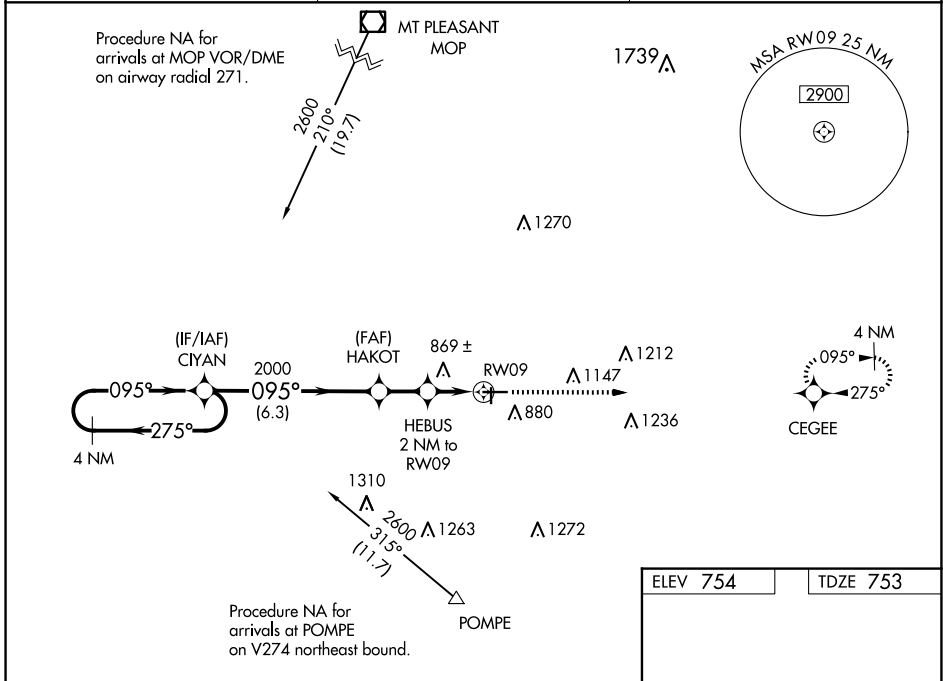 Procedure NA for
arrivals at MOP VOR/DME
on airway radial 271.
MT PLEASANT
MOP
2600
210°
(19.7)
1739
MSA RW09 25 NM
2900
1270
(IF/IAF)
CIYAN
095°
275°
4 NM
2000
095°
(6.3)
(FAF)
HAKOT
869 ±
HEBUS
2 NM to
RW09
RW09
880
1147
1212
1236
4 NM
095°
275°
CEGEE
1310
2600
315°
(11.7)
1263
1272
POMPE
Procedure NA for
arrivals at POMPE
on V274 northeast bound.
ELEV 754
TDZE 753